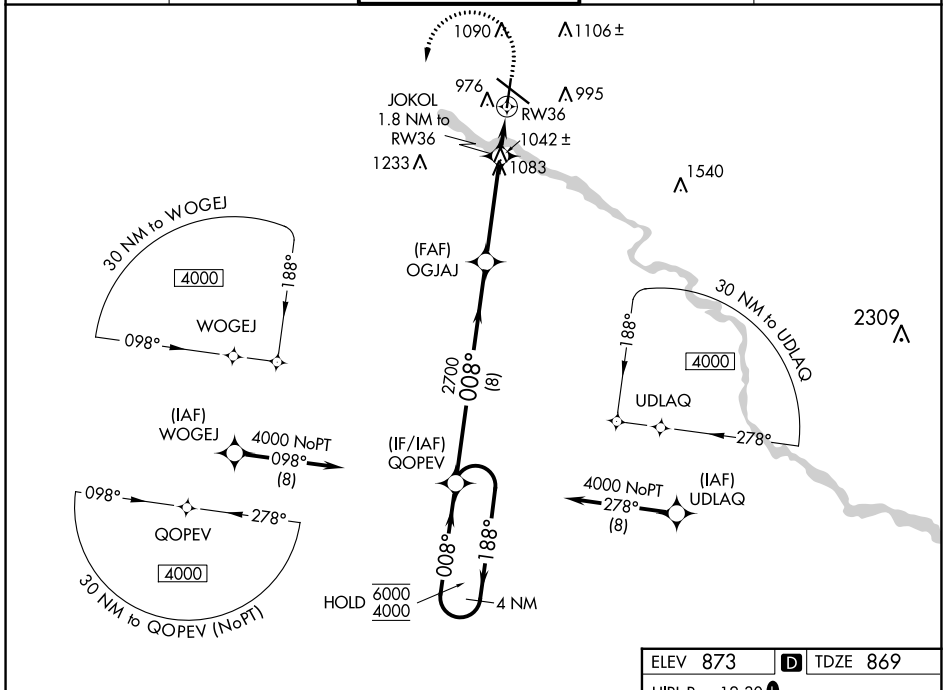 1090
1106 ±
976
995
JOKOL
1.8 NM to
RW36
RW36
1042 ±
1233
1083
1540
30 NM to WOGEJ
4000
188°
098°
WOGEJ
(FAF)
OGJAJ
30 NM to UDLAQ
4000
188°
278°
UDLAQ
2309
2700
008°
(8)
(IAF)
WOGEJ
4000 NoPT
098°
(8)
(IF/IAF)
QOPEV
4000 NoPT
278°
(8)
(IAF)
UDLAQ
098°
278°
QOPEV
4000
30 NM to QOPEV (NoPT)
008°
188°
HOLD 6000
4000
4 NM
ELEV 873 D TDZE 869